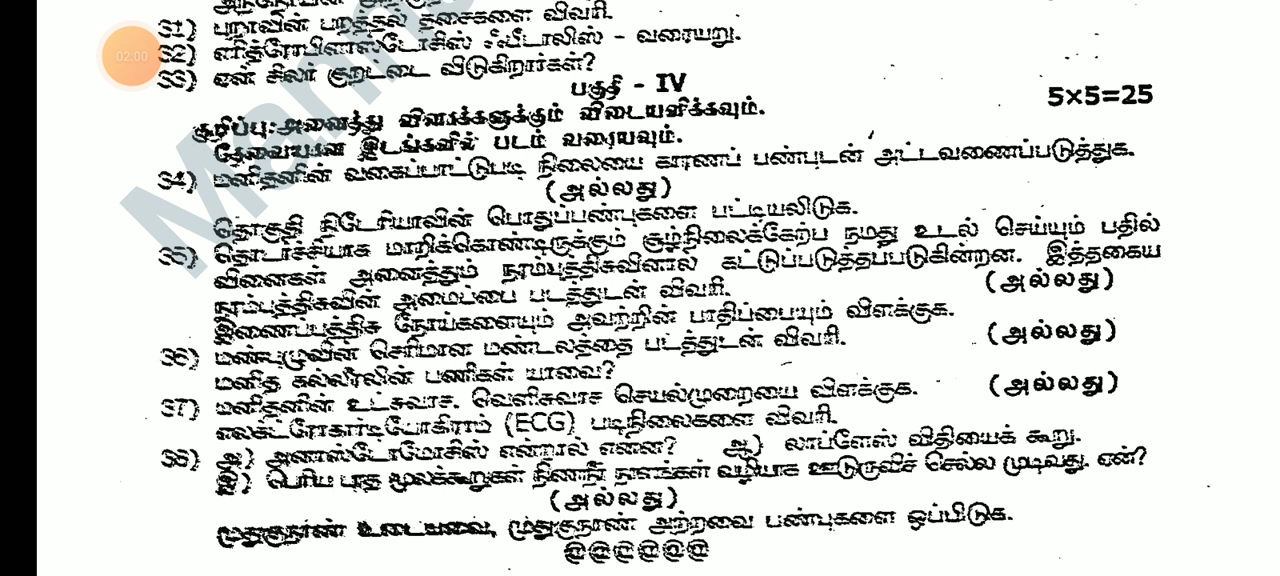 31) புறாவின் பறத்தல் தசைகளை விவரி.
32) எரித்ரோபிளாஸ்டோசிஸ் ஃபீடாலிஸ் - வரையறு.
02:00
33) ஏன் சிலர் குறட்டை விடுகிறார்கள்?
பகுதி - IV
5x5=25
குறிப்பு: அனைத்து வினாக்களுக்கும் விடையளிக்கவும்.
தேவையான இடங்களில் படம் வரையவும்.
34) மனிதனின் வகைப்பாட்டுபடி நிலையை காரணப் பண்புடன் அட்டவணைப்படுத்துக.
(அல்லது)
தொகுதி நிடேரியாவின் பொதுப்பண்புகளை பட்டியலிடுக.
35) தொடர்ச்சியாக மாறிக்கொண்டிருக்கும் சூழ்நிலைக்கேற்ப நமது உடல் செய்யும் பதில்
வினைகள் அனைத்தும் நரம்புத்திசுவினால் கட்டுப்படுத்தப்படுகின்றன. இத்தகைய
நரம்புத்திசுவின் அமைப்பை படத்துடன் விவரி. (அல்லது)
இணைப்புத்திசு நோய்களையும் அவற்றின் பாதிப்பையும் விளக்குக.
36) மண்புழுவின் செரிமான மண்டலத்தை படத்துடன் விவரி. (அல்லது)
மனித கல்லீரலின் பணிகள் யாவை?
37) மனிதனின் உட்சுவாச. வெளிசுவாச செயல்முறையை விளக்குக. (அல்லது)
எலக்ட்ரோகார்டியோகிராம் (ECG) படிநிலைகளை விவரி.
38) அ) அனாஸ்டோமோசிஸ் என்றால் என்ன? ஆ) லாப்ளேஸ் விதியைக் கூறு.
இ) பெரிய புரத மூலக்கூறுகள் நிணநீர் நாளங்கள் வழியாக ஊடுருவிச் செல்ல முடிவது. ஏன்?
(அல்லது)
முதுகுநாண் உடையவை, முதுகுநாண் அற்றவை பண்புகளை ஒப்பிடுக.
@@@@@@